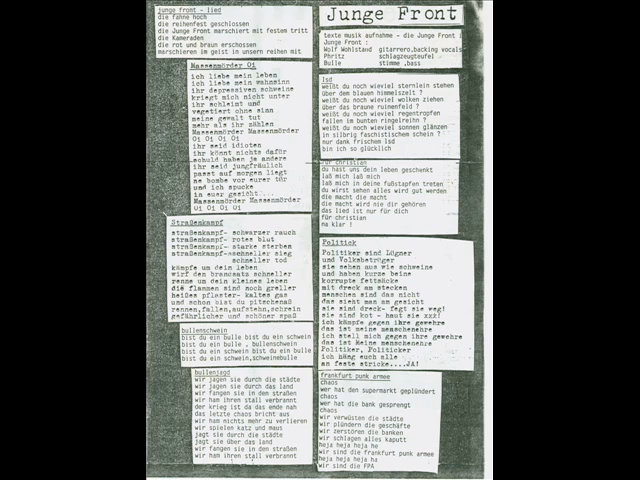 junge front - lied
die fahne hoch
die reihenfest geschlossen
die Junge Front marschiert mit festem tritt
die Kameraden
die rot und braun erschossen
marschieren im geist in unsern reihen mit
Massenmörder Oi
ich liebe mein leben
ich liebe mein wahnsinn
ihr depressiven schweine
kriegt mich nicht unter
ihr schleimt und
vegetiert ohne sinn
meine gewalt tut
mehr als ihr zählen
Massenmörder Massenmörder
Oi Oi Oi Oi
ihr seid idioten
ihr könnt nichts dafür
schuld haben ja andere
ihr seid jungfräulich
passt auf morgen liegt
ne bombe vor eurer tür
und ich spucke
in euer gesicht....
Massenmörder Massenmörder
Oi Oi Oi Oi
Straßenkampf
straßenkampf- schwarzer rauch
straßenkampf- rotes blut
straßenkampf- starke sterben
straßenkampf-schneller sieg
schneller tod
kämpfe um dein leben
wirf den brandsatz schneller
renne um dein kleines leben
die flammen sind noch greller
heißes pflaster- kaltes gas
und schon bist du pitschenaß
rennen,fallen,aufstehn,schrein
gefährlicher und schöner spaß
bullenschwein
bist du ein bulle bist du ein schwein
bist du ein bulle , bullenschwein
bist du ein schwein bist du ein bulle
bist du ein schwein,schweinebulle
bullenjagd
wir jagen sie durch die städte
wir jagen sie durch das land
wir fangen sie in den straßen
wir ham ihren stall verbrannt
der krieg ist da das ende nah
das letzte chaos bricht aus
wir ham nichts mehr zu verlieren
wir spielen katz und maus
jagt sie durch die städte
jagt sie über das land
wir fangen sie in den straßen
wir ham ihren stall verbrannt
Junge Front
texte musik aufnahme - die Junge Front
Junge Front :
Wolf Wohlstand gitarrero,backing vocals
Phritz schlagzeugteufel
Bulle stimme ,bass
lsd
weißt du noch wieviel sternlein stehen
über dem blauen himmelszelt ?
weißt du noch wieviel wolken ziehen
über das braune ruinenfeld ?
weißt du noch wieviel regentropfen
fallen im bunten ringelreihn ?
weißt du noch wieviel sonnen glänzen
in silbrig faschistischem schein ?
nur dank frischem lsd
bin ich so glücklich
für christian
du hast uns dein leben geschenkt
laß mich laß mich
laß mich in deine fußstapfen treten
du wirst sehen alles wird gut werden
die macht die macht
die macht wird nie dir gehören
das lied ist nur für dich
für christian
na klar !
Politick
Politiker sind Lügner
und Volksbetrüger
sie sehen aus wie schweine
und haben kurze beine
korrupte fettsäcke
mit dreck am stecken
menschen sind das nicht
das sieht man am gesicht
sie sind dreck- fegt sie weg!
sie sind kot - haut sie xxx!
ich kämpfe gegen ihre gewehre
das ist meine menschenehre
ich stell mich gegen ihre gewehre
das ist Meine menschenehre
Politiker, Politicker
ich häng euch alle
an feste stricke....JA!
frankfurt punk armee
chaos
wer hat den supermarkt geplündert
chaos
wer hat die bank gesprengt
chaos
wir verwüsten die städte
wir plündern die geschäfte
wir zerstören die banken
wir schlagen alles kaputt
heja heja heja he
wir sind die frankfurt punk armee
heja heja heja ha
wir sind die FPA